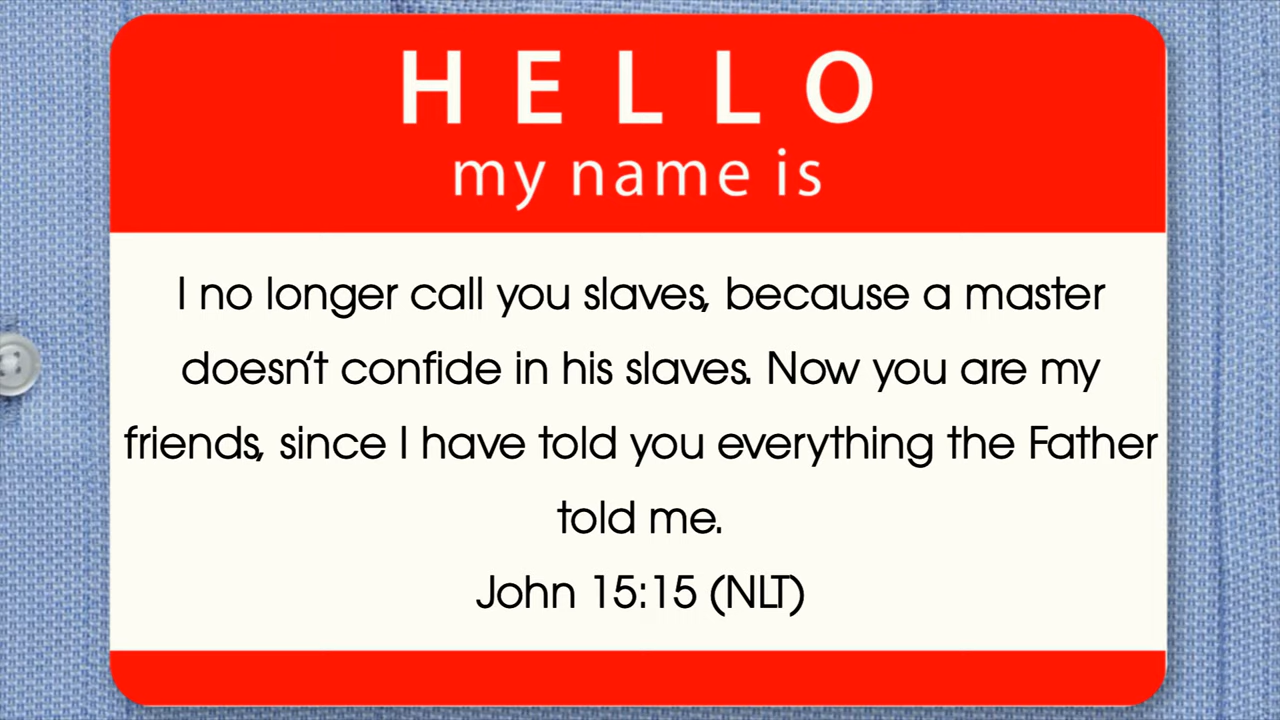 HELLO
my name is
I no longer call you slaves, because a master
doesn't confide in his slaves. Now you are my
friends, since I have told you everything the Father
told me.
John 15:15 (NLT)